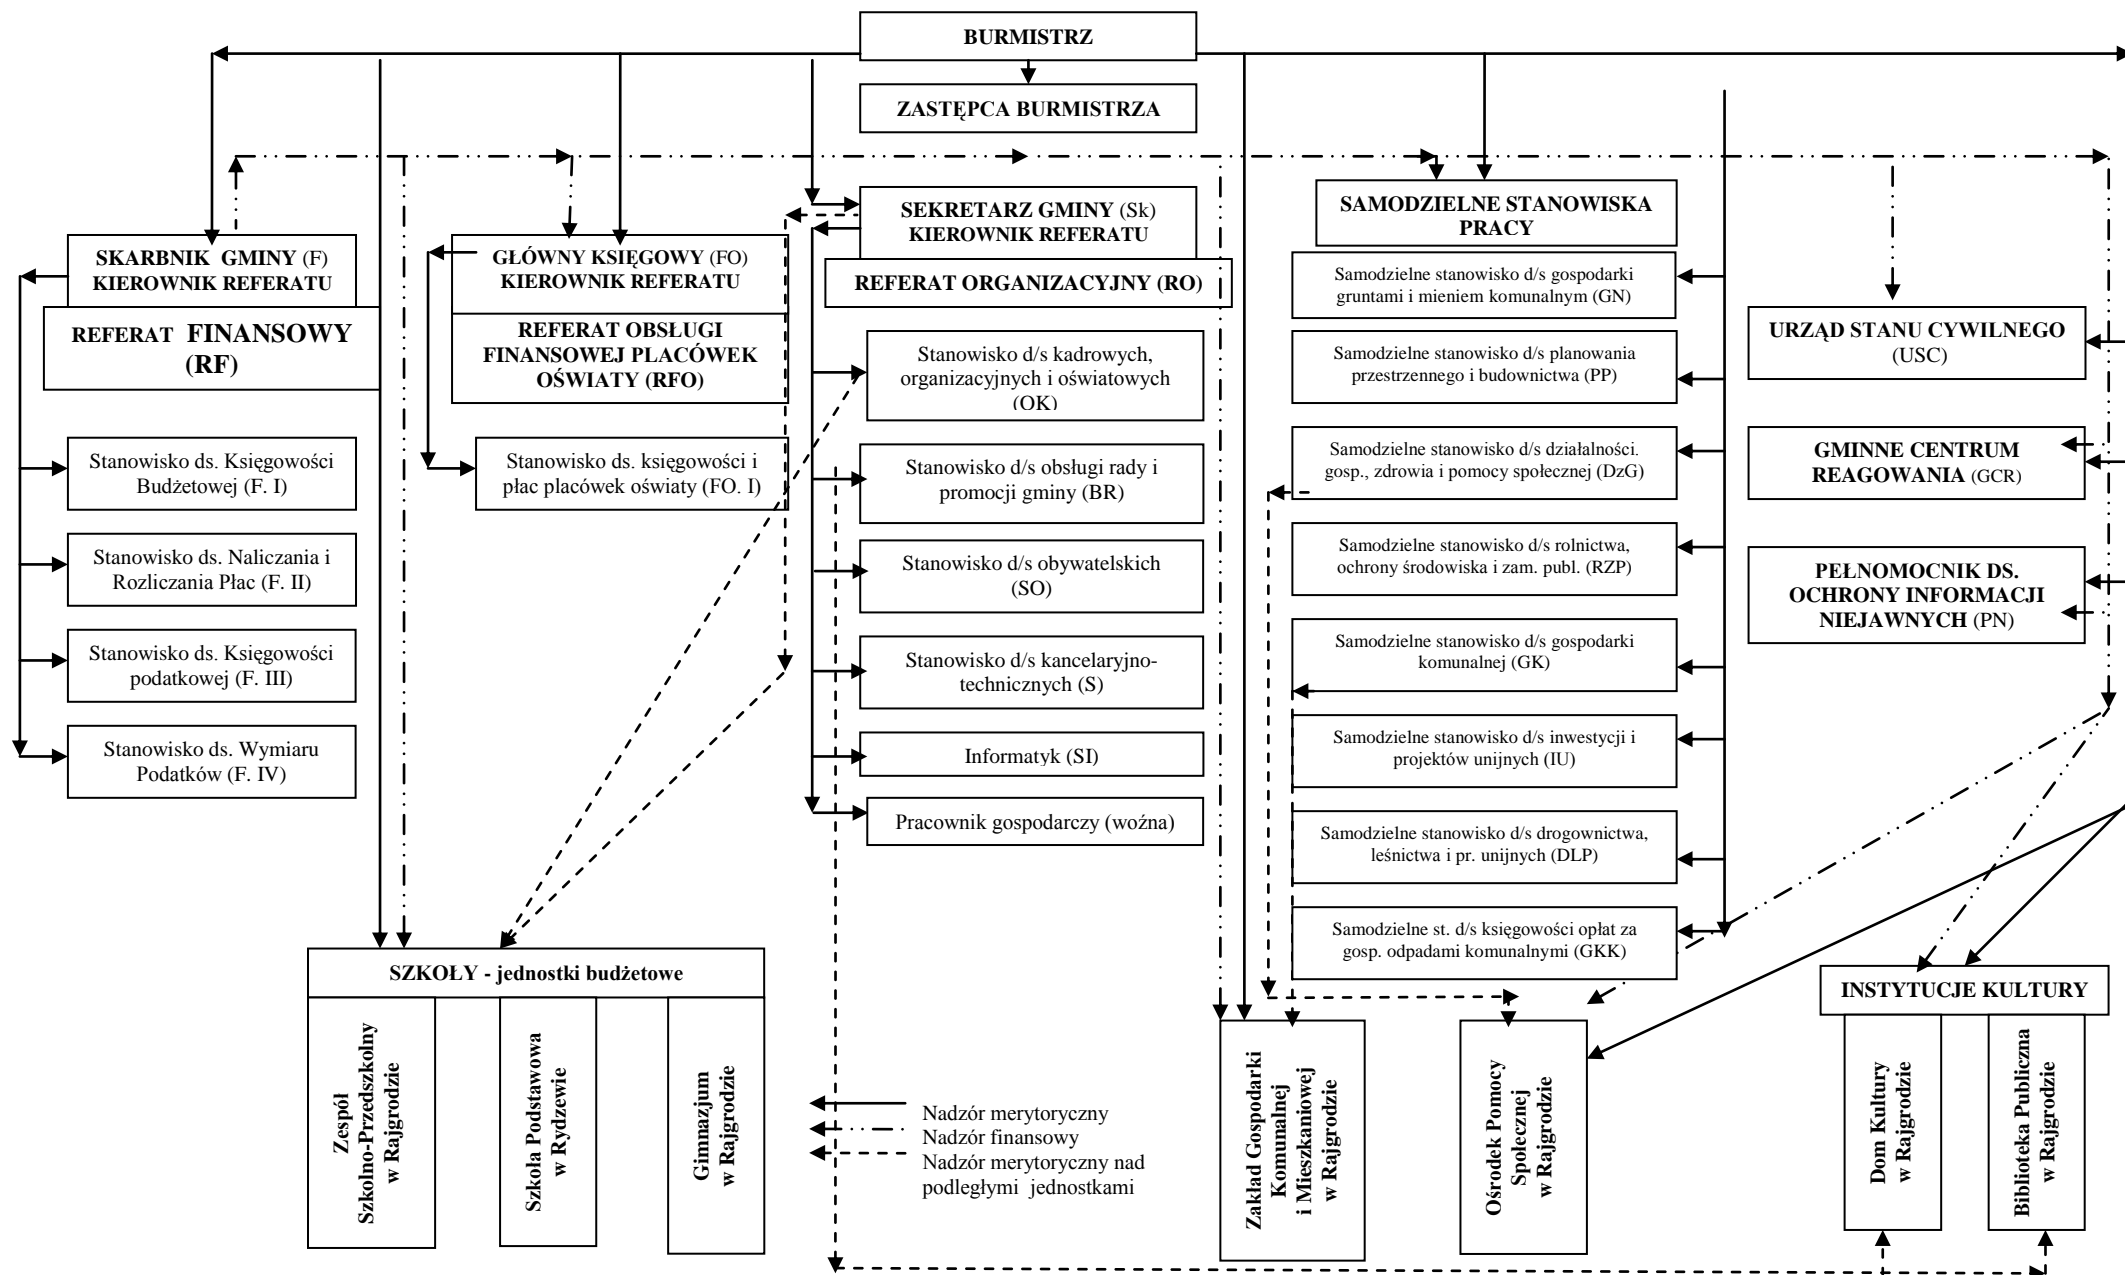 BURMISTRZ
ZASTĘPCA BURMISTRZA
SKARBNIK GMINY (F)
KIEROWNIK REFERATU
REFERAT FINANSOWY
(RF)
Stanowisko ds. Księgowości
Budżetowej (F. I)
Stanowisko ds. Naliczania i
Rozliczania Płac (F. II)
Stanowisko ds. Księgowości
podatkowej (F. III)
Stanowisko ds. Wymiaru
Podatków (F. IV)
GŁÓWNY KSIĘGOWY (FO)
KIEROWNIK REFERATU
REFERAT OBSŁUGI
FINANSOWEJ PLACÓWEK
OŚWIATY (RFO)
Stanowisko ds. księgowości i
płac placówek oświaty (FO. I)
SEKRETARZ GMINY (Sk)
KIEROWNIK REFERATU
REFERAT ORGANIZACYJNY (RO)
Stanowisko d/s kadrowych,
organizacyjnych i oświatowych
(OK)
Stanowisko d/s obsługi rady i
promocji gminy (BR)
Stanowisko d/s obywatelskich
(SO)
Stanowisko d/s kancelaryjno-
technicznych (S)
Informatyk (SI)
Pracownik gospodarczy (woźna)
SAMODZIELNE STANOWISKA
PRACY
Samodzielne stanowisko d/s gospodarki
gruntami i mieniem komunalnym (GN)
Samodzielne stanowisko d/s planowania
przestrzennego i budownictwa (PP)
Samodzielne stanowisko d/s działalności.
gosp., zdrowia i pomocy społecznej (DzG)
Samodzielne stanowisko d/s rolnictwa,
ochrony środowiska i zam. publ. (RZP)
Samodzielne stanowisko d/s gospodarki
komunalnej (GK)
Samodzielne stanowisko d/s inwestycji i
projektów unijnych (IU)
Samodzielne stanowisko d/s drogownictwa,
leśnictwa i pr. unijnych (DLP)
Samodzielne st. d/s księgowości opłat za
gosp. odpadami komunalnymi (GKK)
URZĄD STANU CYWILNEGO
(USC)
GMINNE CENTRUM
REAGOWANIA (GCR)
PEŁNOMOCNIK DS.
OCHRONY INFORMACJI
NIEJAWNYCH (PN)
SZKOŁY - jednostki budżetowe
Zespół
Szkolno-Przedszkolny
w Rajgrodzie
Szkoła Podstawowa
w Rydzewie
Gimnazjum
w Rajgrodzie
Nadzór merytoryczny
Nadzór finansowy
Nadzór merytoryczny nad
podległymi jednostkami
Zakład Gospodarki
Komunalnej
i Mieszkaniowej
w Rajgrodzie
Ośrodek Pomocy
Społecznej
w Rajgrodzie
INSTYTUCJE KULTURY
Dom Kultury
w Rajgrodzie
Biblioteka Publiczna
w Rajgrodzie